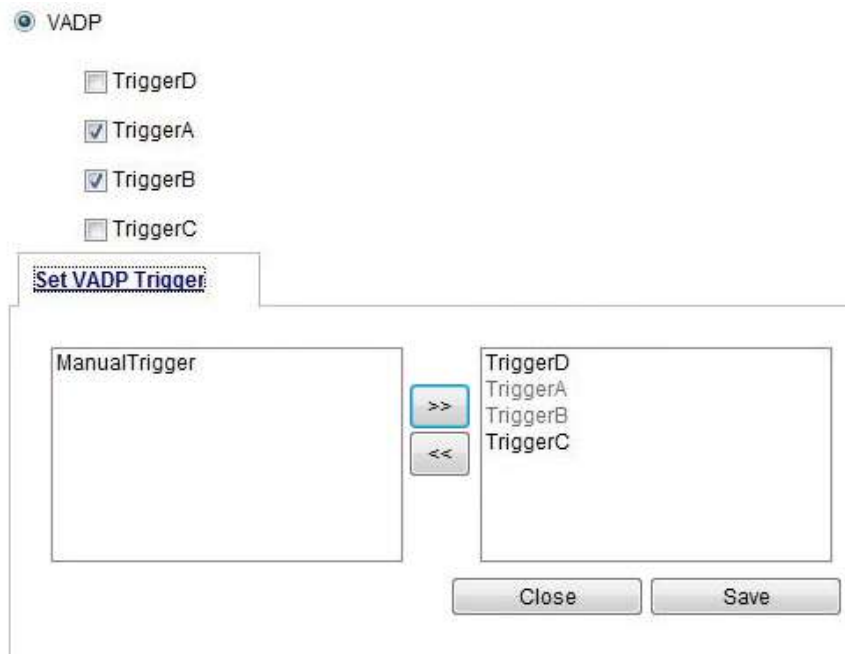 VADP
TriggerD
TriggerA
TriggerB
TriggerC
Set VADP Trigger
ManualTrigger
TriggerD
TriggerA
TriggerB
TriggerC
>>
<<
Close Save